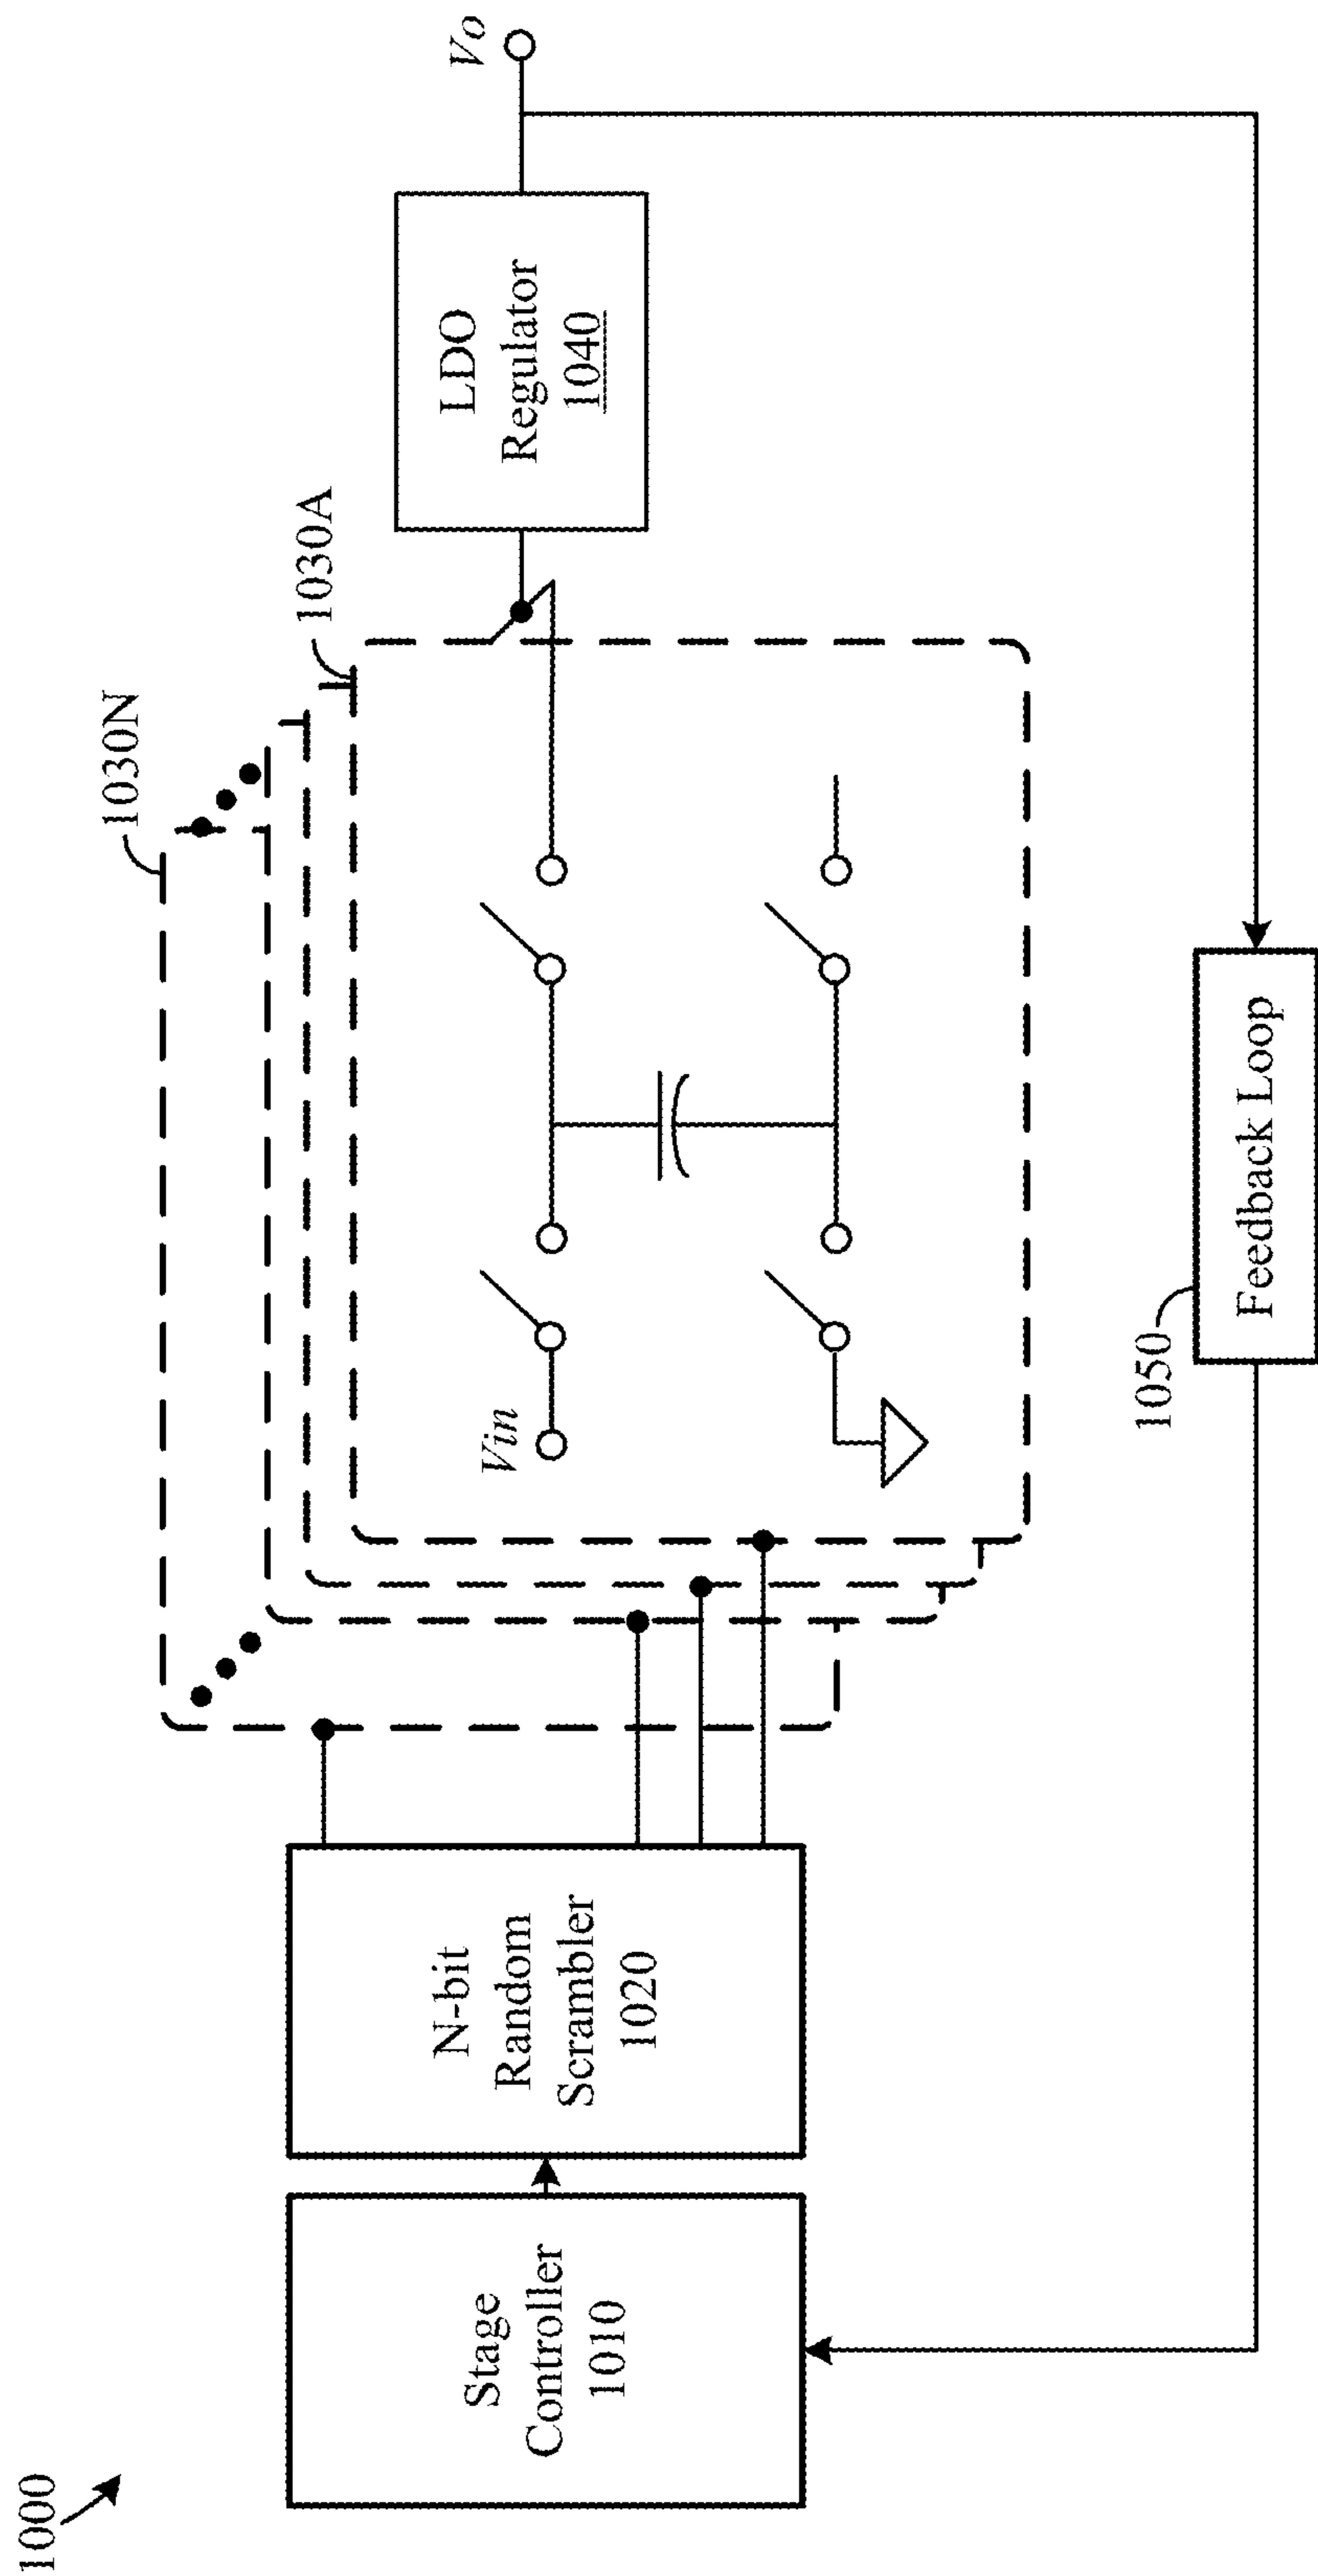 1000
Stage
Controller
1010
N-bit
Random
Scrambler
1020
1030N
1030A
Vin
LDO
Regulator
1040
Vo
1050
Feedback Loop